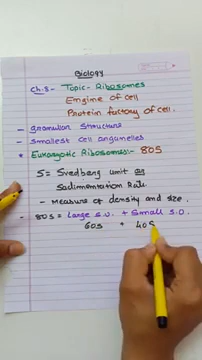 Biology
Ch:8- Topic- Ribosomes
Engine of cell
Protein factory of cell.
- Granular Structure
- Smallest cell organelles
* Eukaryotic Ribosomes:- 80S
S = Svedberg unit or
Sedimentation Rate
- Measure of density and size.
- 80S = Large S.U. + Small S.U.
60S + 40S